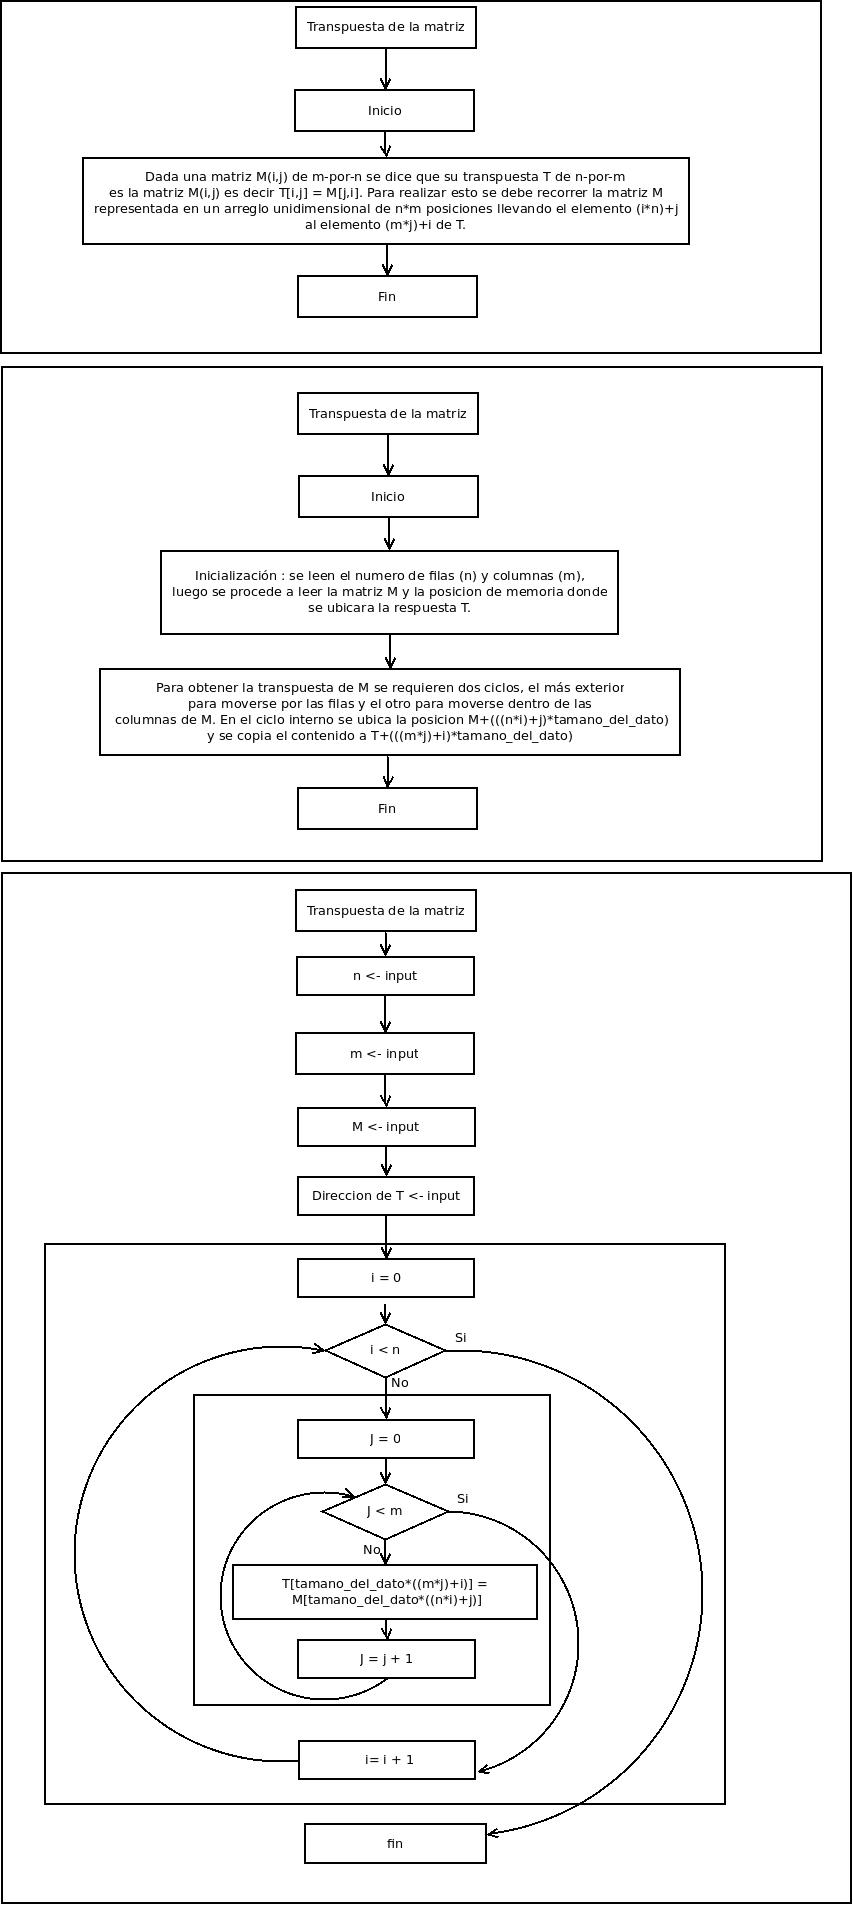 Transpuesta de la matriz
Inicio
Dada una matriz M(i,j) de m-por-n se dice que su transpuesta T de n-por-m
es la matriz M(i,j) es decir T[i,j] = M[j,i]. Para realizar esto se debe recorrer la matriz M
representada en un arreglo unidimensional de n*m posiciones llevando el elemento (i*n)+j
al elemento (m*j)+i de T.
Fin
Transpuesta de la matriz
Inicio
Inicialización : se leen el numero de filas (n) y columnas (m),
luego se procede a leer la matriz M y la posicion de memoria donde
se ubicara la respuesta T.
Para obtener la transpuesta de M se requieren dos ciclos, el más exterior
para moverse por las filas y el otro para moverse dentro de las
columnas de M. En el ciclo interno se ubica la posicion M+(((n*i)+j)*tamano_del_dato)
y se copia el contenido a T+(((m*j)+i)*tamano_del_dato)
Fin
Transpuesta de la matriz
n <- input
m <- input
M <- input
Direccion de T <- input
i = 0
Si
i < n
No
J = 0
Si
J < m
No
T[tamano_del_dato*((m*j)+i)] =
M[tamano_del_dato*((n*i)+j)]
J = j + 1
i= i + 1
fin